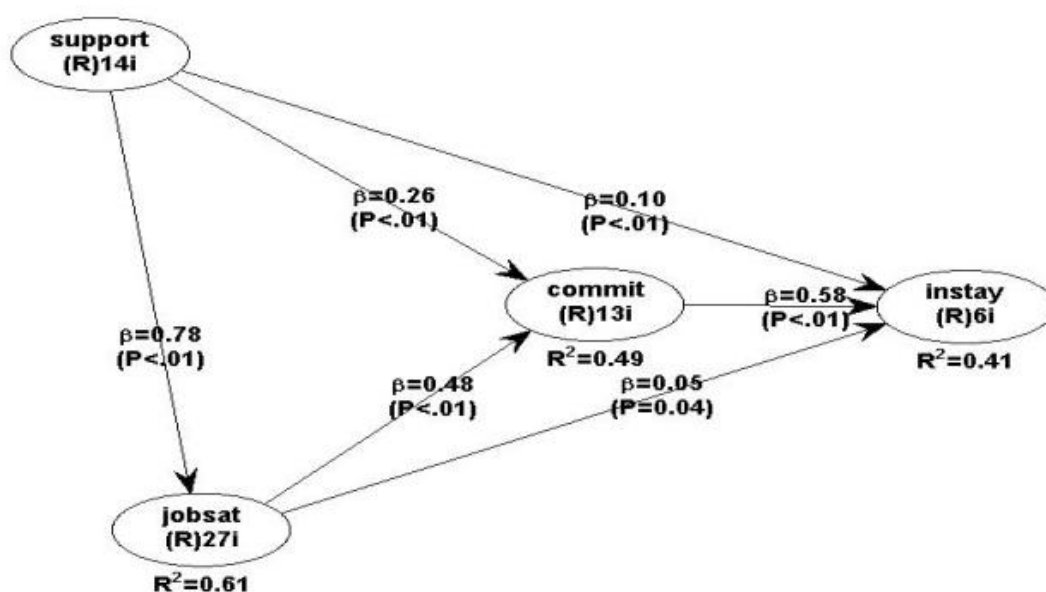 support
(R)14i
β=0.26
(P<.01)
β=0.10
(P<.01)
commit
(R)13i
R²=0.49
β=0.58
(P<.01)
instay
(R)6i
R²=0.41
β=0.78
(P<.01)
β=0.48
(P<.01)
β=0.05
(P=0.04)
jobsat
(R)27i
R²=0.61